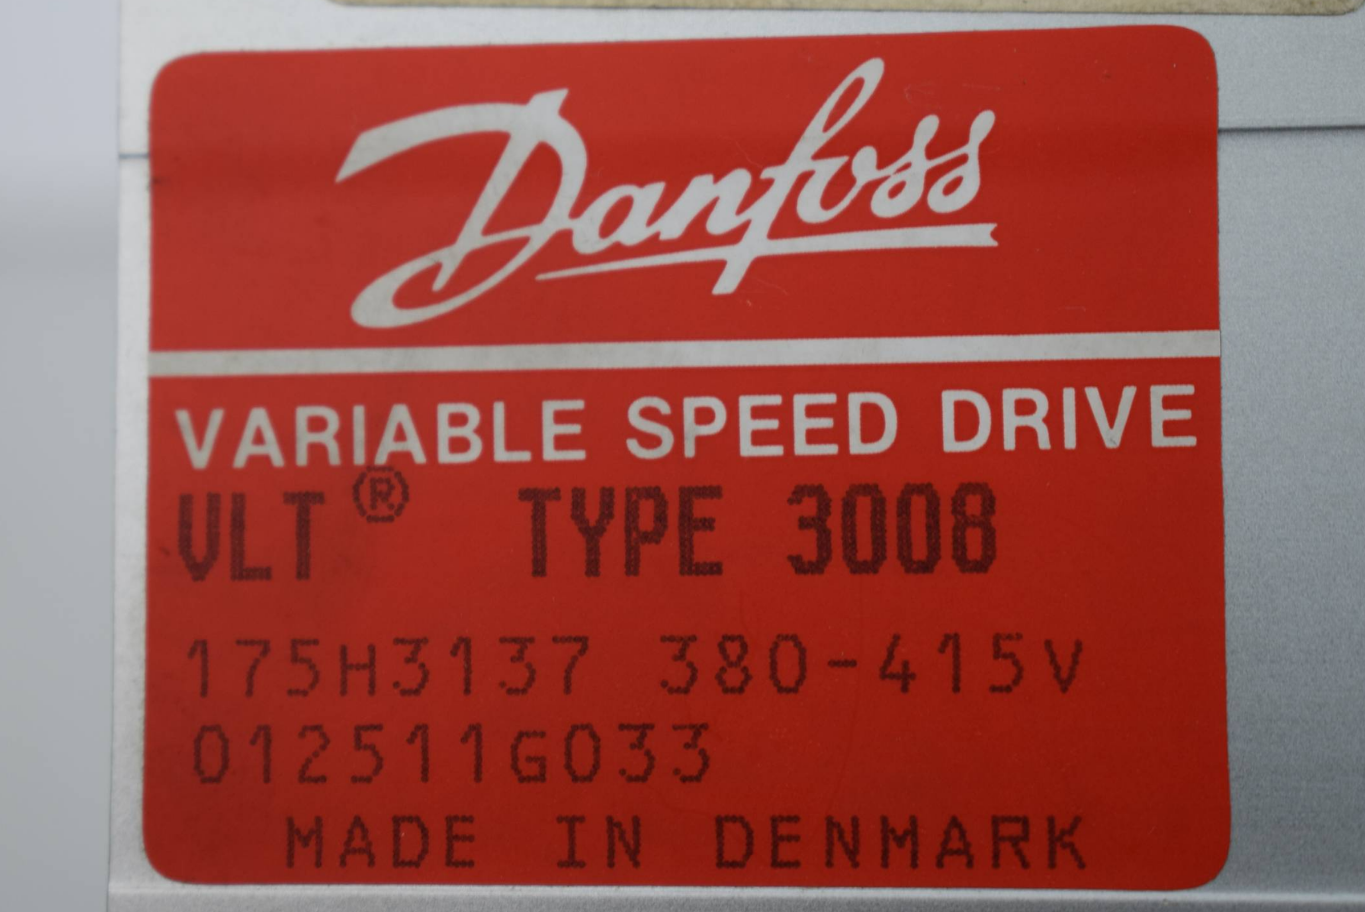 Danfoss
VARIABLE SPEED DRIVE
VLT® TYPE 3008
175H3137 380-415V
012511G033
MADE IN DENMARK